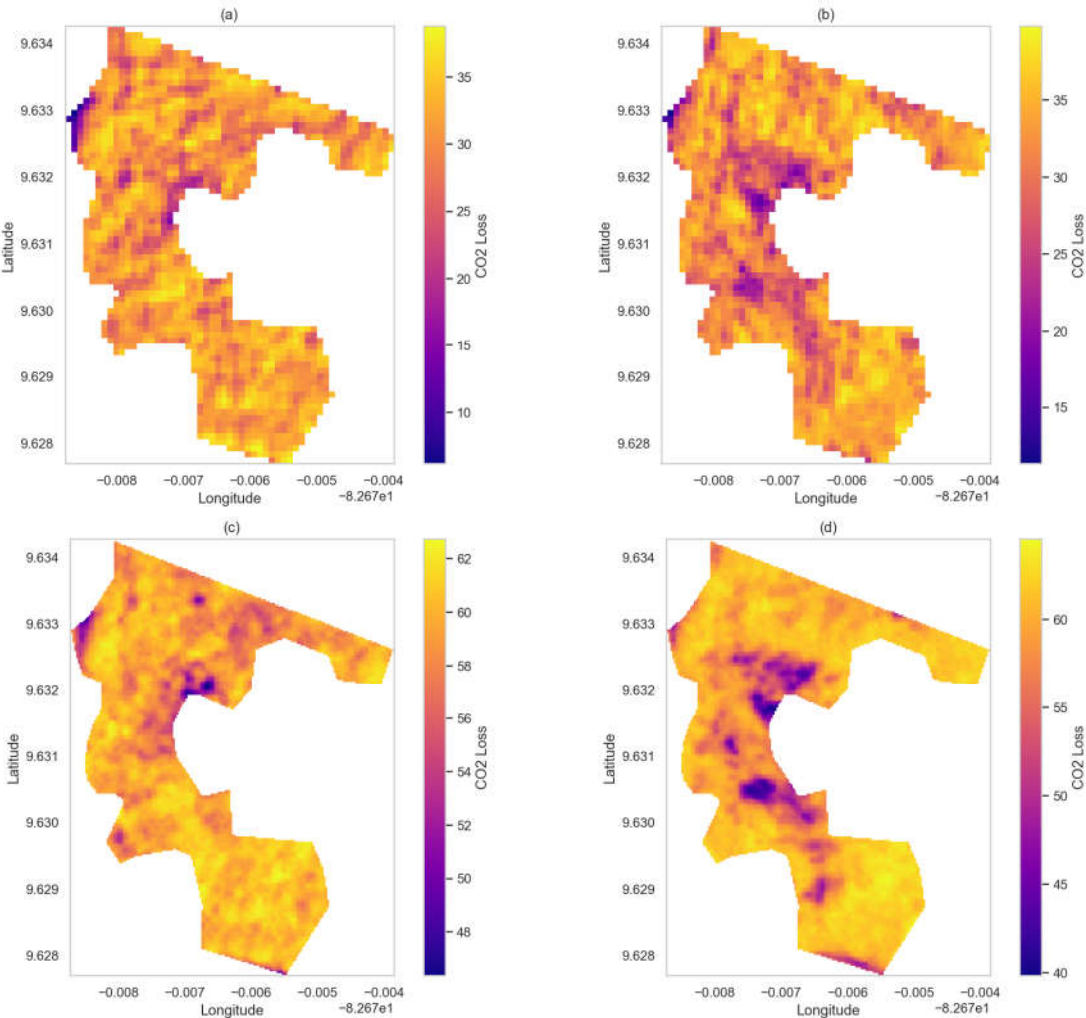 (a)
9.634
9.633
9.632
9.631
9.630
9.629
9.628
Latitude
−0.008 −0.007 −0.006 −0.005 −0.004
Longitude
−8.267e1
35
30
25
20
15
10
CO2 Loss
(b)
9.634
9.633
9.632
9.631
9.630
9.629
9.628
Latitude
−0.008 −0.007 −0.006 −0.005 −0.004
Longitude
−8.267e1
35
30
25
20
15
CO2 Loss
(c)
9.634
9.633
9.632
9.631
9.630
9.629
9.628
Latitude
−0.008 −0.007 −0.006 −0.005 −0.004
Longitude
−8.267e1
62
60
58
56
54
52
50
48
CO2 Loss
(d)
9.634
9.633
9.632
9.631
9.630
9.629
9.628
Latitude
−0.008 −0.007 −0.006 −0.005 −0.004
Longitude
−8.267e1
60
55
50
45
40
CO2 Loss